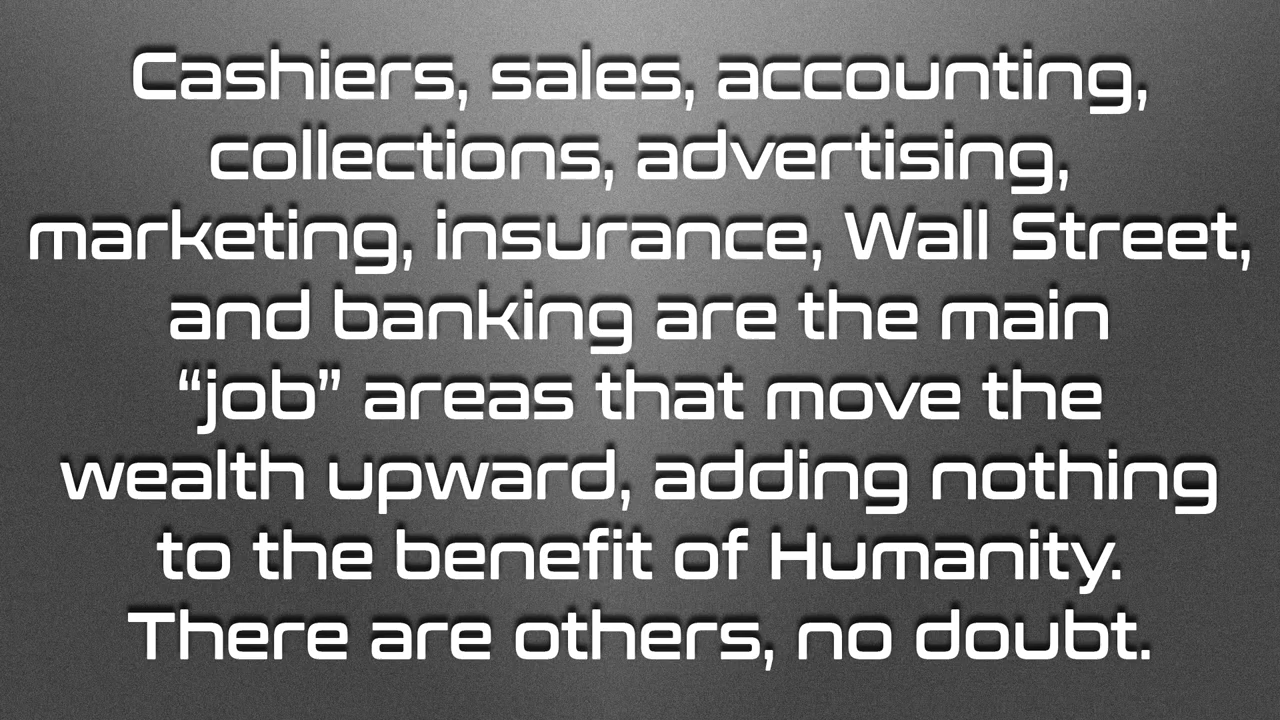 Cashiers, sales, accounting,
collections, advertising,
marketing, insurance, Wall Street,
and banking are the main
“job” areas that move the
wealth upward, adding nothing
to the benefit of Humanity.
There are others, no doubt.